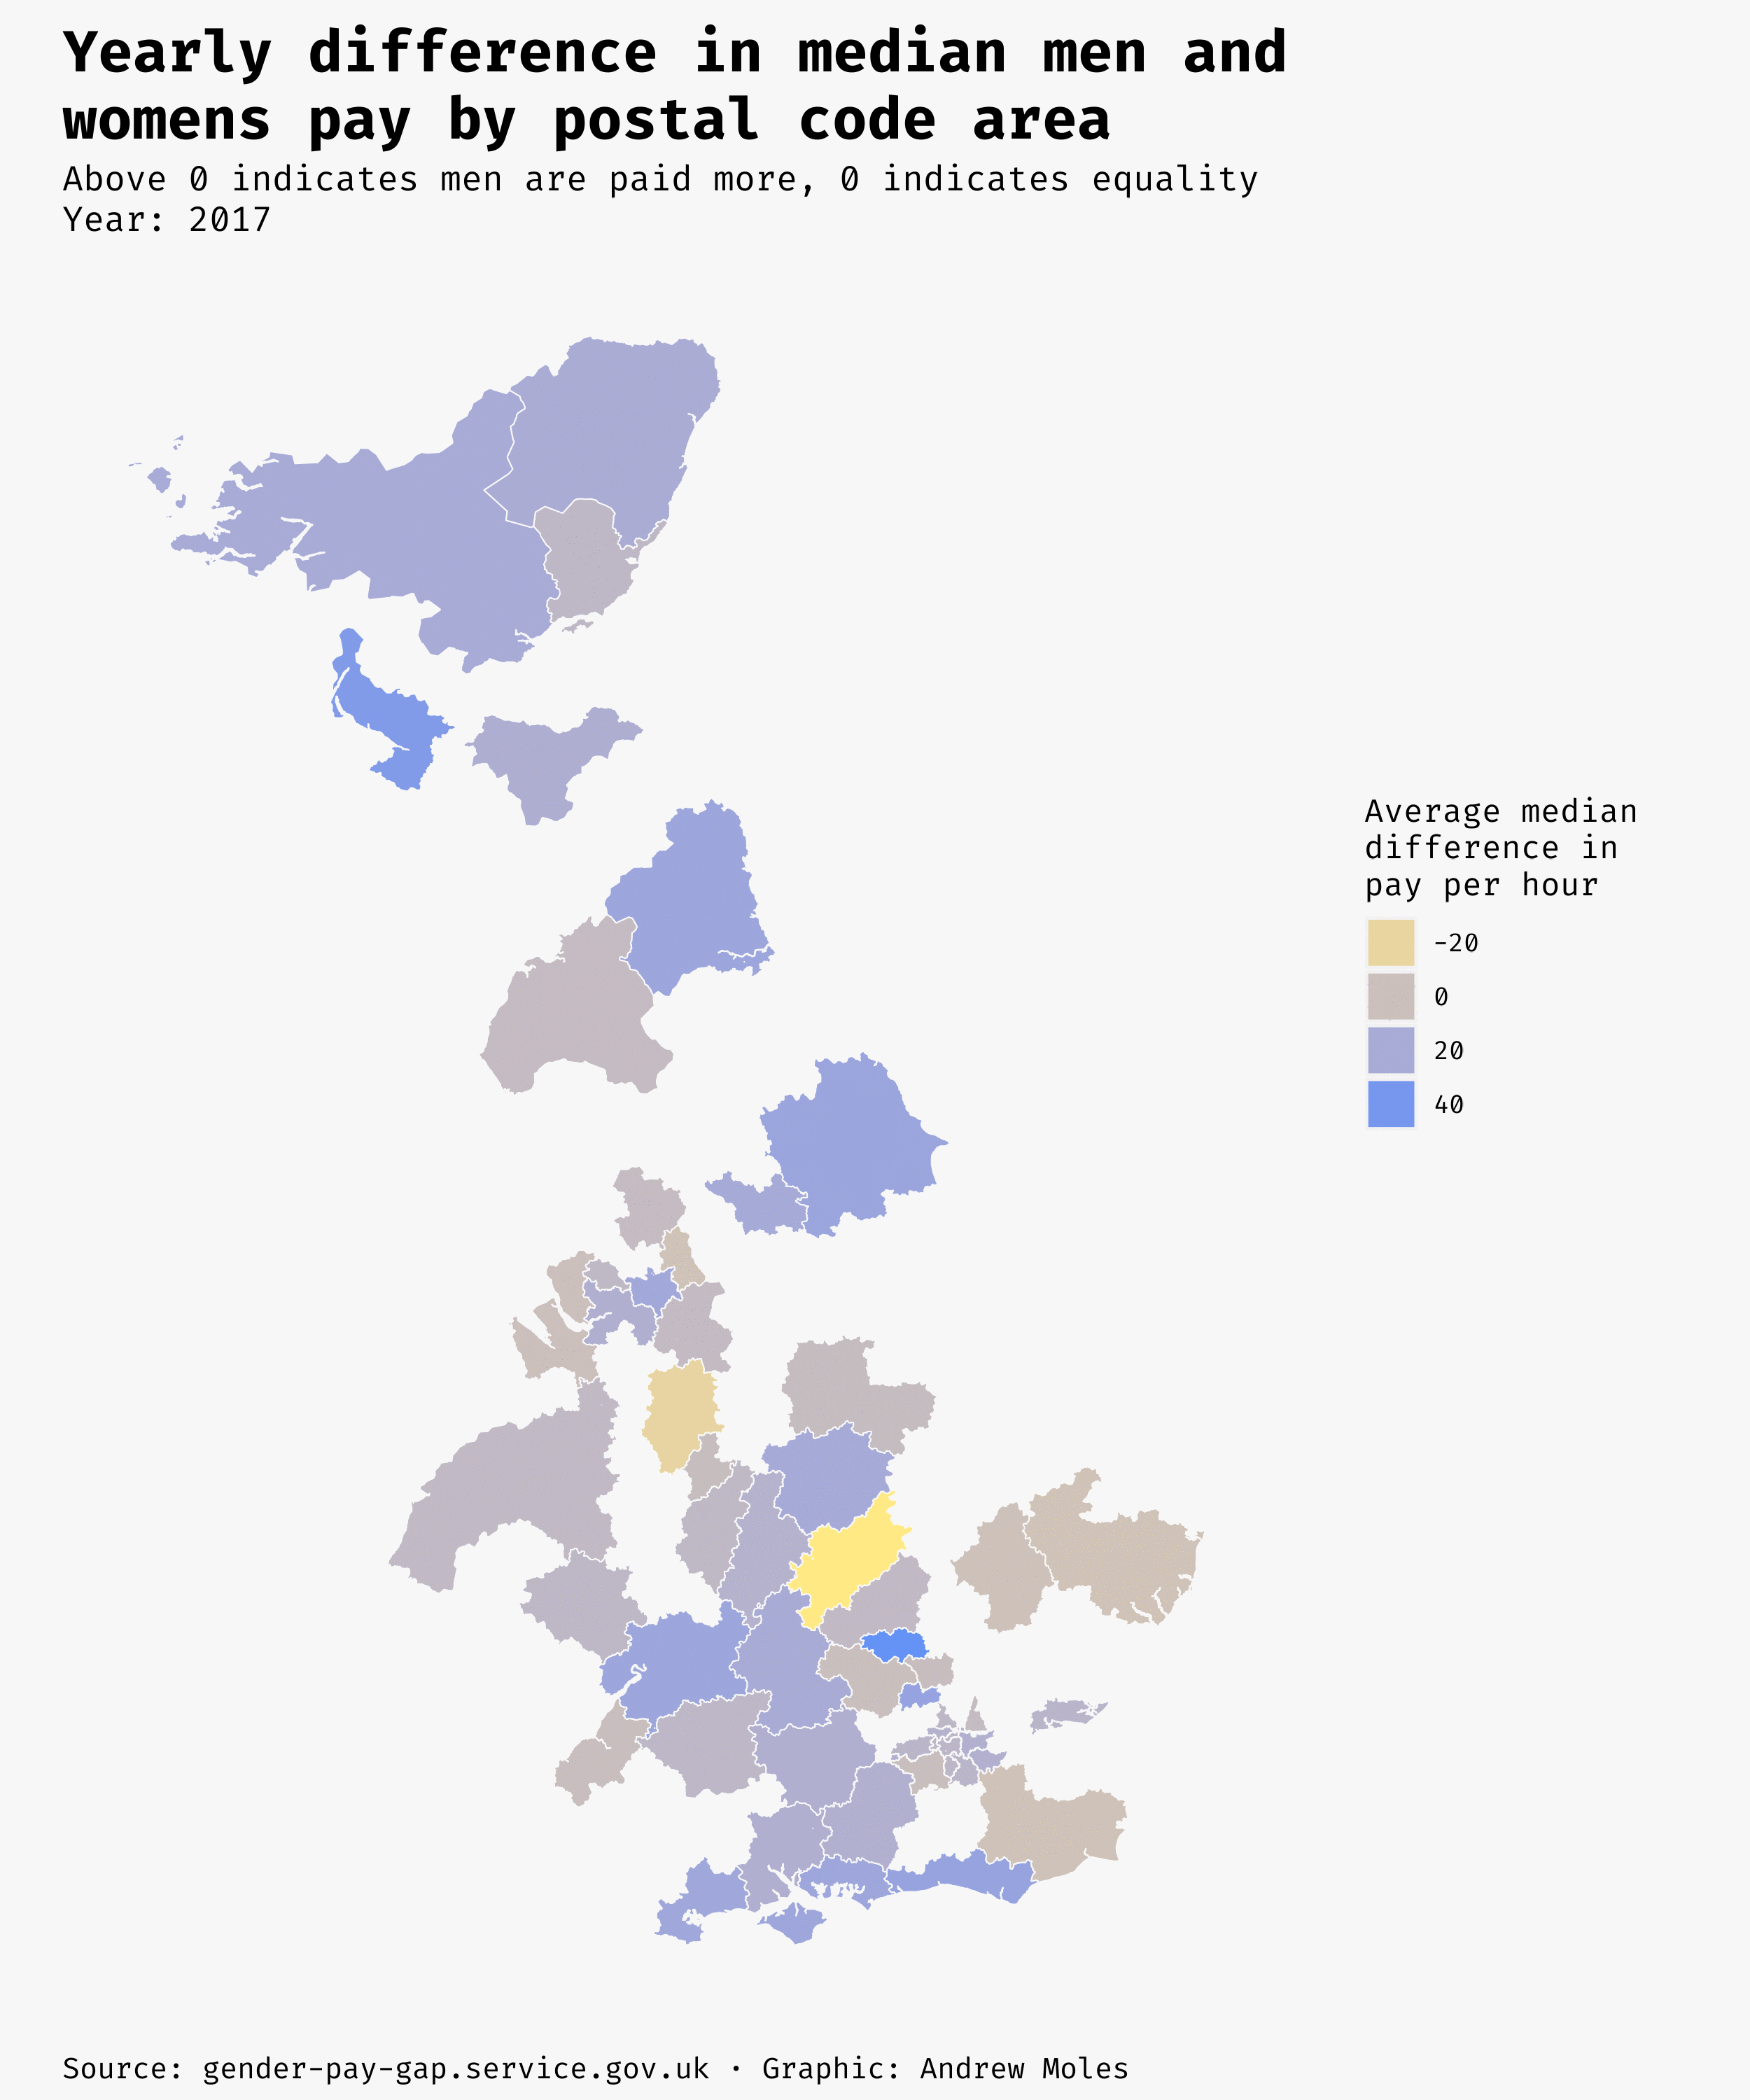 Yearly difference in median men and
womens pay by postal code area
Above 0 indicates men are paid more, 0 indicates equality
Year: 2017
Average median
difference in
pay per hour
-20
0
20
40
Source: gender-pay-gap.service.gov.uk · Graphic: Andrew Moles